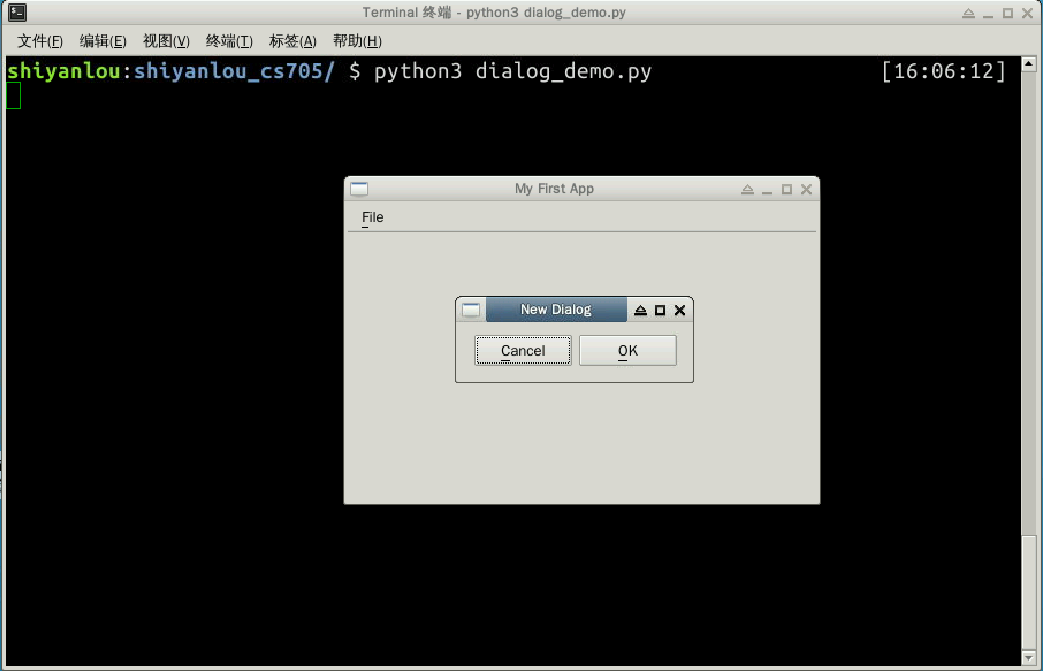 Terminal 终端 - python3 dialog_demo.py
文件(F) 编辑(E) 视图(V) 终端(T) 标签(A) 帮助(H)
shiyanlou:shiyanlou_cs705/ $ python3 dialog_demo.py [16:06:12]
My First App
File
New Dialog
Cancel OK